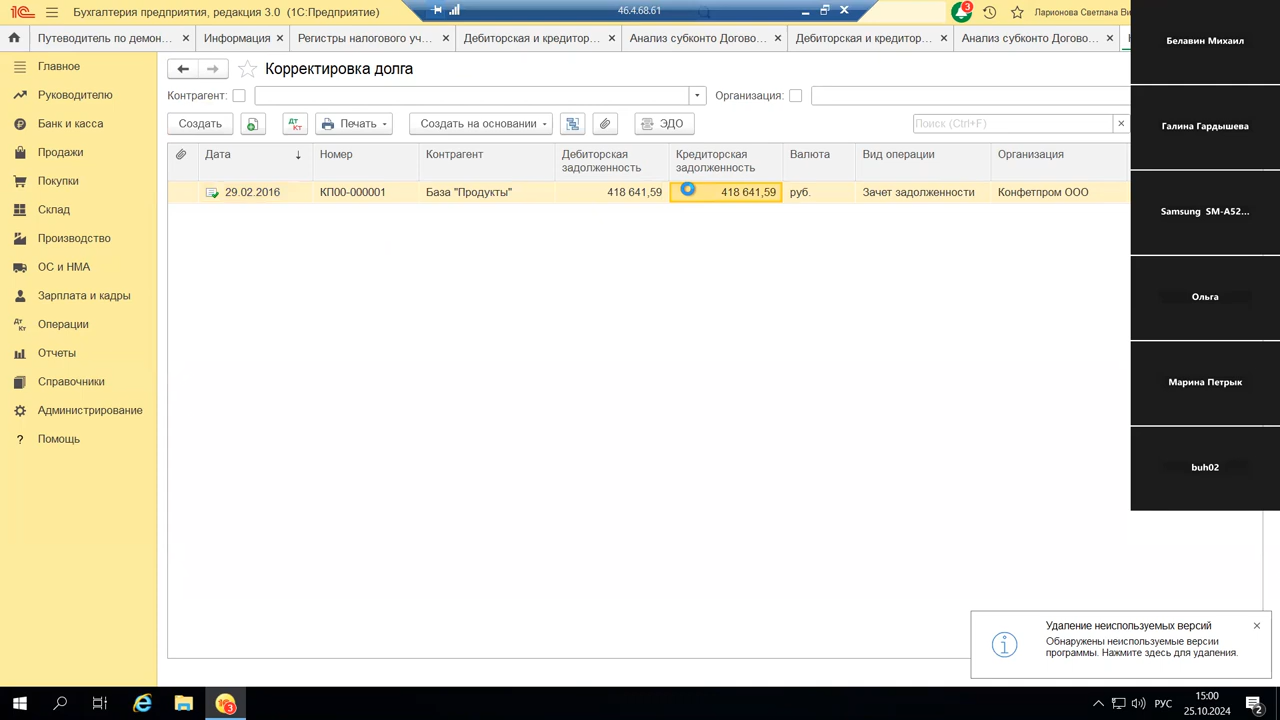 Бухгалтерия предприятия, редакция 3.0 (1С:Предприятие)
46.4.68.61
3
Ларионова Светлана Ви
Путеводитель по демон...
Информация
Регистры налогового уч...
Дебиторская и кредитор...
Анализ субконто Догово...
Дебиторская и кредитор...
Анализ субконто Догово...
Главное
Руководителю
Банк и касса
Продажи
Покупки
Склад
Производство
ОС и НМА
Зарплата и кадры
Операции
Отчеты
Справочники
Администрирование
Помощь
Корректировка долга
Контрагент:
Организация:
Создать
Печать
Создать на основании
ЭДО
Поиск (Ctrl+F)
Дата
Номер
Контрагент
Дебиторская задолженность
Кредиторская задолженность
Валюта
Вид операции
Организация
29.02.2016
КП00-000001
База "Продукты"
418 641,59
418 641,59
руб.
Зачет задолженности
Конфетпром ООО
Белавин Михаил
Галина Гардышева
Samsung SM-A52...
Ольга
Марина Петрык
buh02
Удаление неиспользуемых версий
Обнаружены неиспользуемые версии
программы. Нажмите здесь для удаления.
3
РУС
15:00
25.10.2024
2